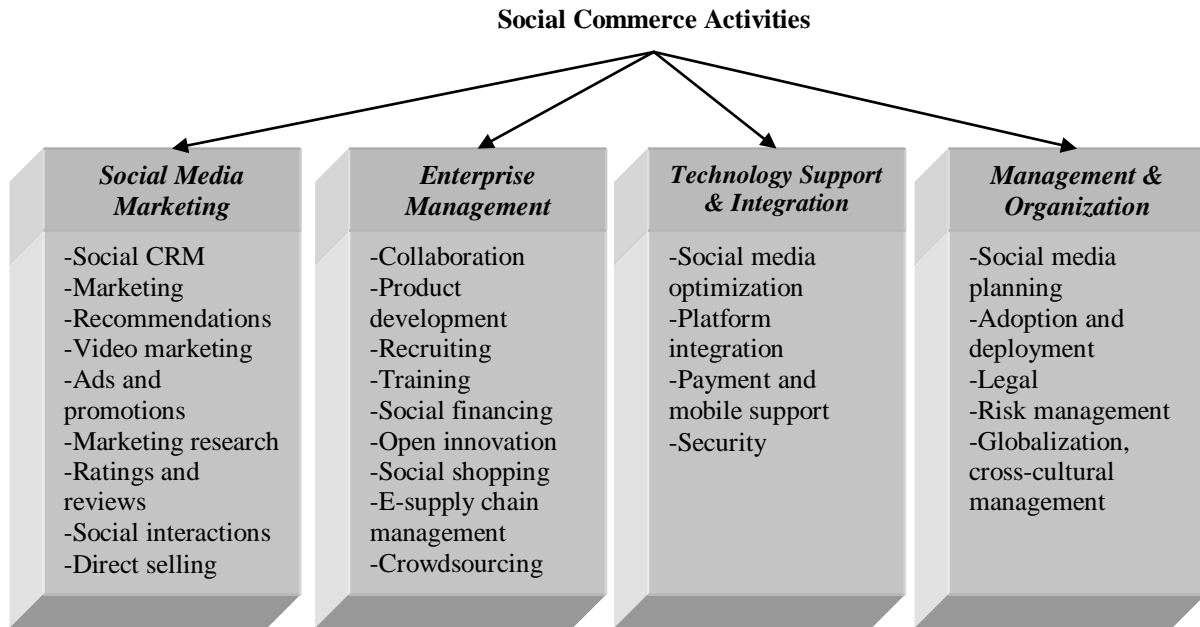 Social Commerce Activities
Social Media
Marketing
-Social CRM
-Marketing
-Recommendations
-Video marketing
-Ads and
promotions
-Marketing research
-Ratings and
reviews
-Social interactions
-Direct selling
Enterprise
Management
-Collaboration
-Product
development
-Recruiting
-Training
-Social financing
-Open innovation
-Social shopping
-E-supply chain
management
-Crowdsourcing
Technology Support
& Integration
-Social media
optimization
-Platform
integration
-Payment and
mobile support
-Security
Management &
Organization
-Social media
planning
-Adoption and
deployment
-Legal
-Risk management
-Globalization,
cross-cultural
management